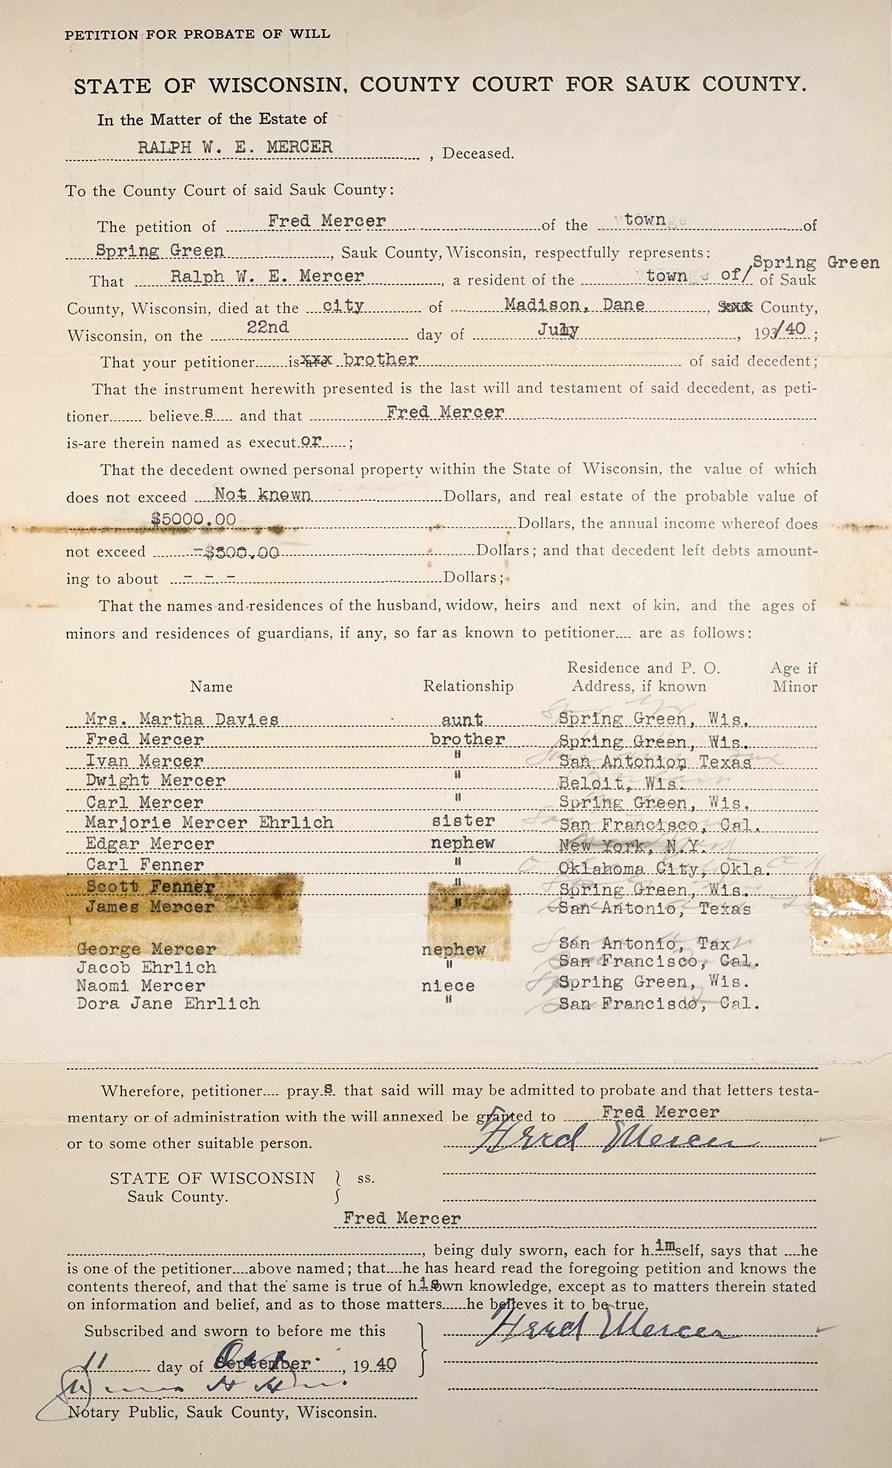 PETITION FOR PROBATE OF WILL
STATE OF WISCONSIN, COUNTY COURT FOR SAUK COUNTY.
In the Matter of the Estate of
RALPH W. E. MERCER , Deceased.
To the County Court of said Sauk County:
The petition of Fred Mercer of the town of
Spring Green, Sauk County, Wisconsin, respectfully represents:
Spring Green
That Ralph W. E. Mercer, a resident of the town of/ of Sauk
County, Wisconsin, died at the city of Madison, Dane, County,
Wisconsin, on the 22nd day of July, 193/40;
That your petitioner is xxx brother of said decedent;
That the instrument herewith presented is the last will and testament of said decedent, as peti-
tioner believe s and that Fred Mercer
is-are therein named as execut or;
That the decedent owned personal property within the State of Wisconsin, the value of which
does not exceed Not known Dollars, and real estate of the probable value of
$5000.00 Dollars, the annual income whereof does
not exceed -$500.00 Dollars; and that decedent left debts amount-
ing to about - - - Dollars;
That the names and residences of the husband, widow, heirs and next of kin, and the ages of
minors and residences of guardians, if any, so far as known to petitioner.... are as follows:
Name Relationship Residence and P. O. Address, if known Age if Minor
Mrs. Martha Davies aunt Spring Green, Wis.
Fred Mercer brother Spring Green, Wis.
Ivan Mercer " San Antonion Texas
Dwight Mercer " Beloit, Wis.
Carl Mercer " Spring Green, Wis.
Marjorie Mercer Ehrlich sister San Francisco, Cal.
Edgar Mercer nephew New York, N.Y.
Carl Fenner " Oklahoma City, Okla.
Scott Fenner " Spring Green, Wis.
James Mercer " San Antonio, Texas
George Mercer nephew San Antonio, Tax
Jacob Ehrlich " San Francisco, Cal.
Naomi Mercer niece Spring Green, Wis.
Dora Jane Ehrlich " San Francisdo, Cal.
Wherefore, petitioner.... pray s. that said will may be admitted to probate and that letters testa-
mentary or of administration with the will annexed be granted to Fred Mercer
or to some other suitable person. Fred Mercer
STATE OF WISCONSIN } ss.
Sauk County.
Fred Mercer
, being duly sworn, each for h im self, says that ....he
is one of the petitioner....above named; that....he has heard read the foregoing petition and knows the
contents thereof, and that the same is true of h is own knowledge, except as to matters therein stated
on information and belief, and as to those matters......he believes it to be true.
Subscribed and sworn to before me this Fred Mercer
11 day of September, 19 40
Notary Public, Sauk County, Wisconsin.